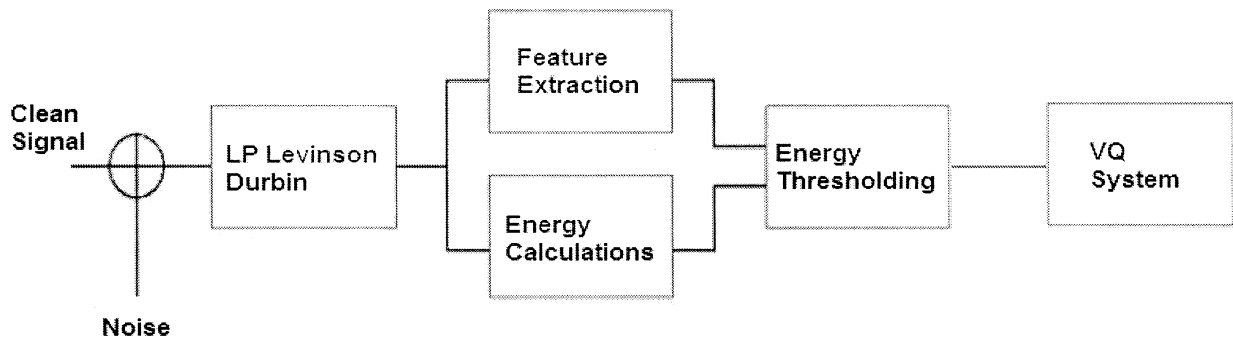 Clean
Signal
Noise
LP Levinson
Durbin
Feature
Extraction
Energy
Calculations
Energy
Thresholding
VQ
System